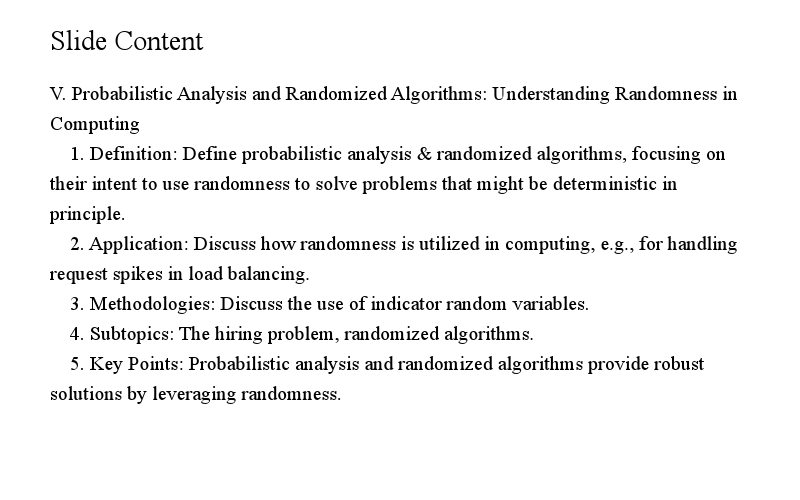 Slide Content
V. Probabilistic Analysis and Randomized Algorithms: Understanding Randomness in
Computing
1. Definition: Define probabilistic analysis & randomized algorithms, focusing on
their intent to use randomness to solve problems that might be deterministic in
principle.
2. Application: Discuss how randomness is utilized in computing, e.g., for handling
request spikes in load balancing.
3. Methodologies: Discuss the use of indicator random variables.
4. Subtopics: The hiring problem, randomized algorithms.
5. Key Points: Probabilistic analysis and randomized algorithms provide robust
solutions by leveraging randomness.